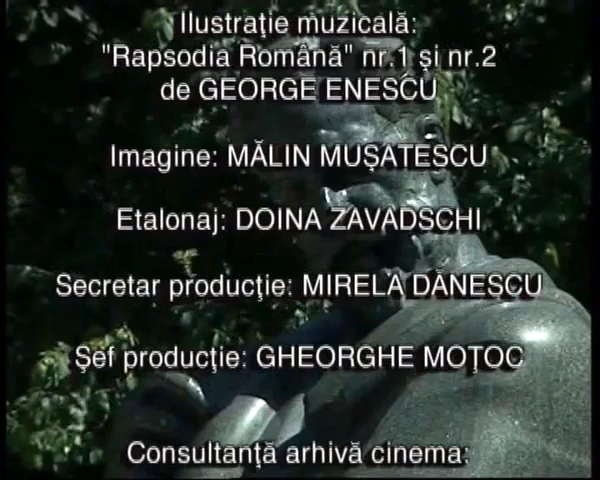 Ilustraţie muzicală:
"Rapsodia Română" nr.1 şi nr.2
de GEORGE ENESCU
Imagine: MĂLIN MUŞATESCU
Etalonaj: DOINA ZAVADSCHI
Secretar producţie: MIRELA DĂNESCU
Şef producţie: GHEORGHE MOŢOC
Consultanţă arhivă cinema: